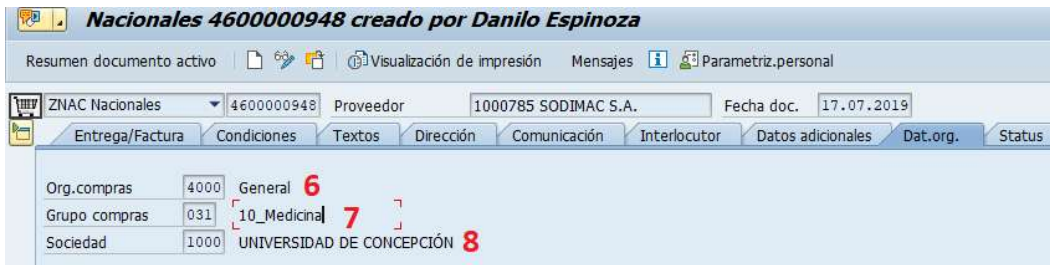 Nacionales 4600000948 creado por Danilo Espinoza
Resumen documento activo Visualización de impresión Mensajes Parametriz.personal
ZNAC Nacionales 4600000948 Proveedor 1000785 SODIMAC S.A. Fecha doc. 17.07.2019
Entrega/Factura Condiciones Textos Dirección Comunicación Interlocutor Datos adicionales Dat.org. Status
Org.compras 4000 General 6
Grupo compras 031 10_Medicina 7
Sociedad 1000 UNIVERSIDAD DE CONCEPCIÓN 8